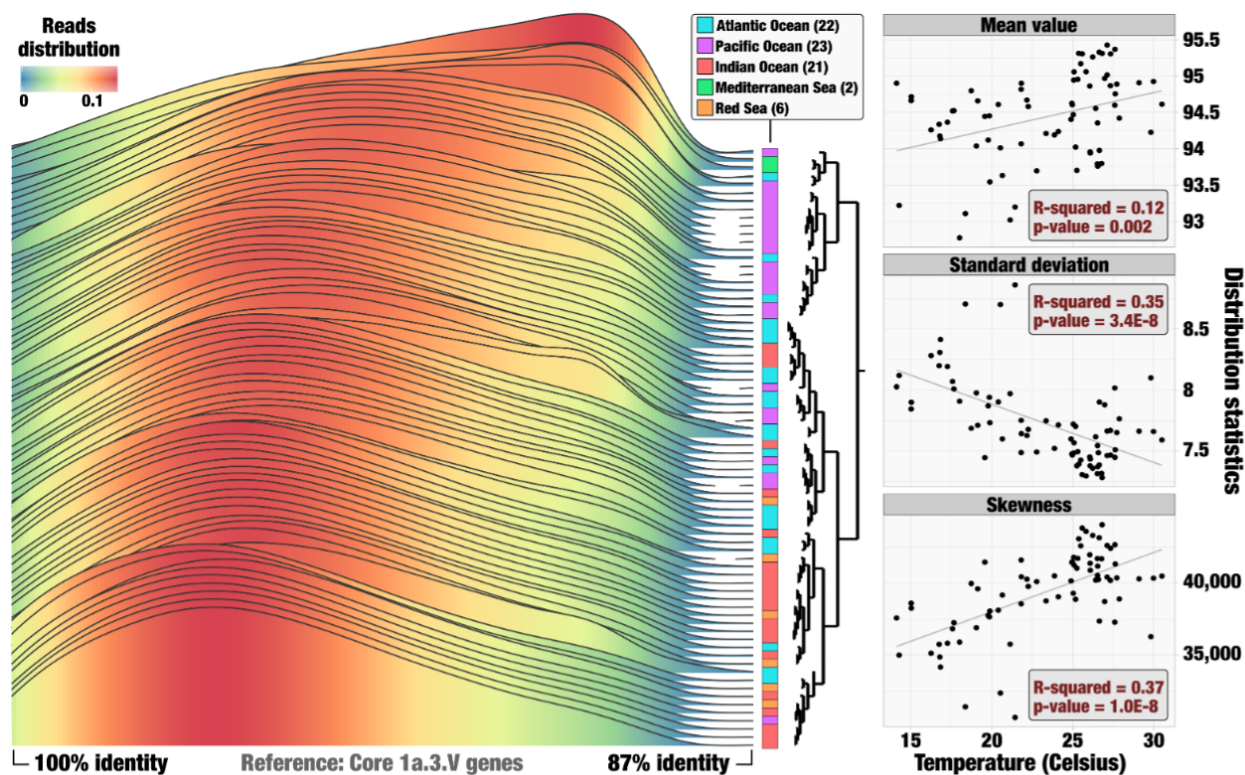 Reads
distribution
0 0.1
Atlantic Ocean (22)
Pacific Ocean (23)
Indian Ocean (21)
Mediterranean Sea (2)
Red Sea (6)
100% identity
Reference: Core 1a.3.V genes
87% identity
Mean value
95.5
95
94.5
94
93.5
93
R-squared = 0.12
p-value = 0.002
Standard deviation
R-squared = 0.35
p-value = 3.4E-8
8.5
8
7.5
Skewness
40,000
35,000
R-squared = 0.37
p-value = 1.0E-8
15 20 25 30
Temperature (Celsius)
Distribution statistics